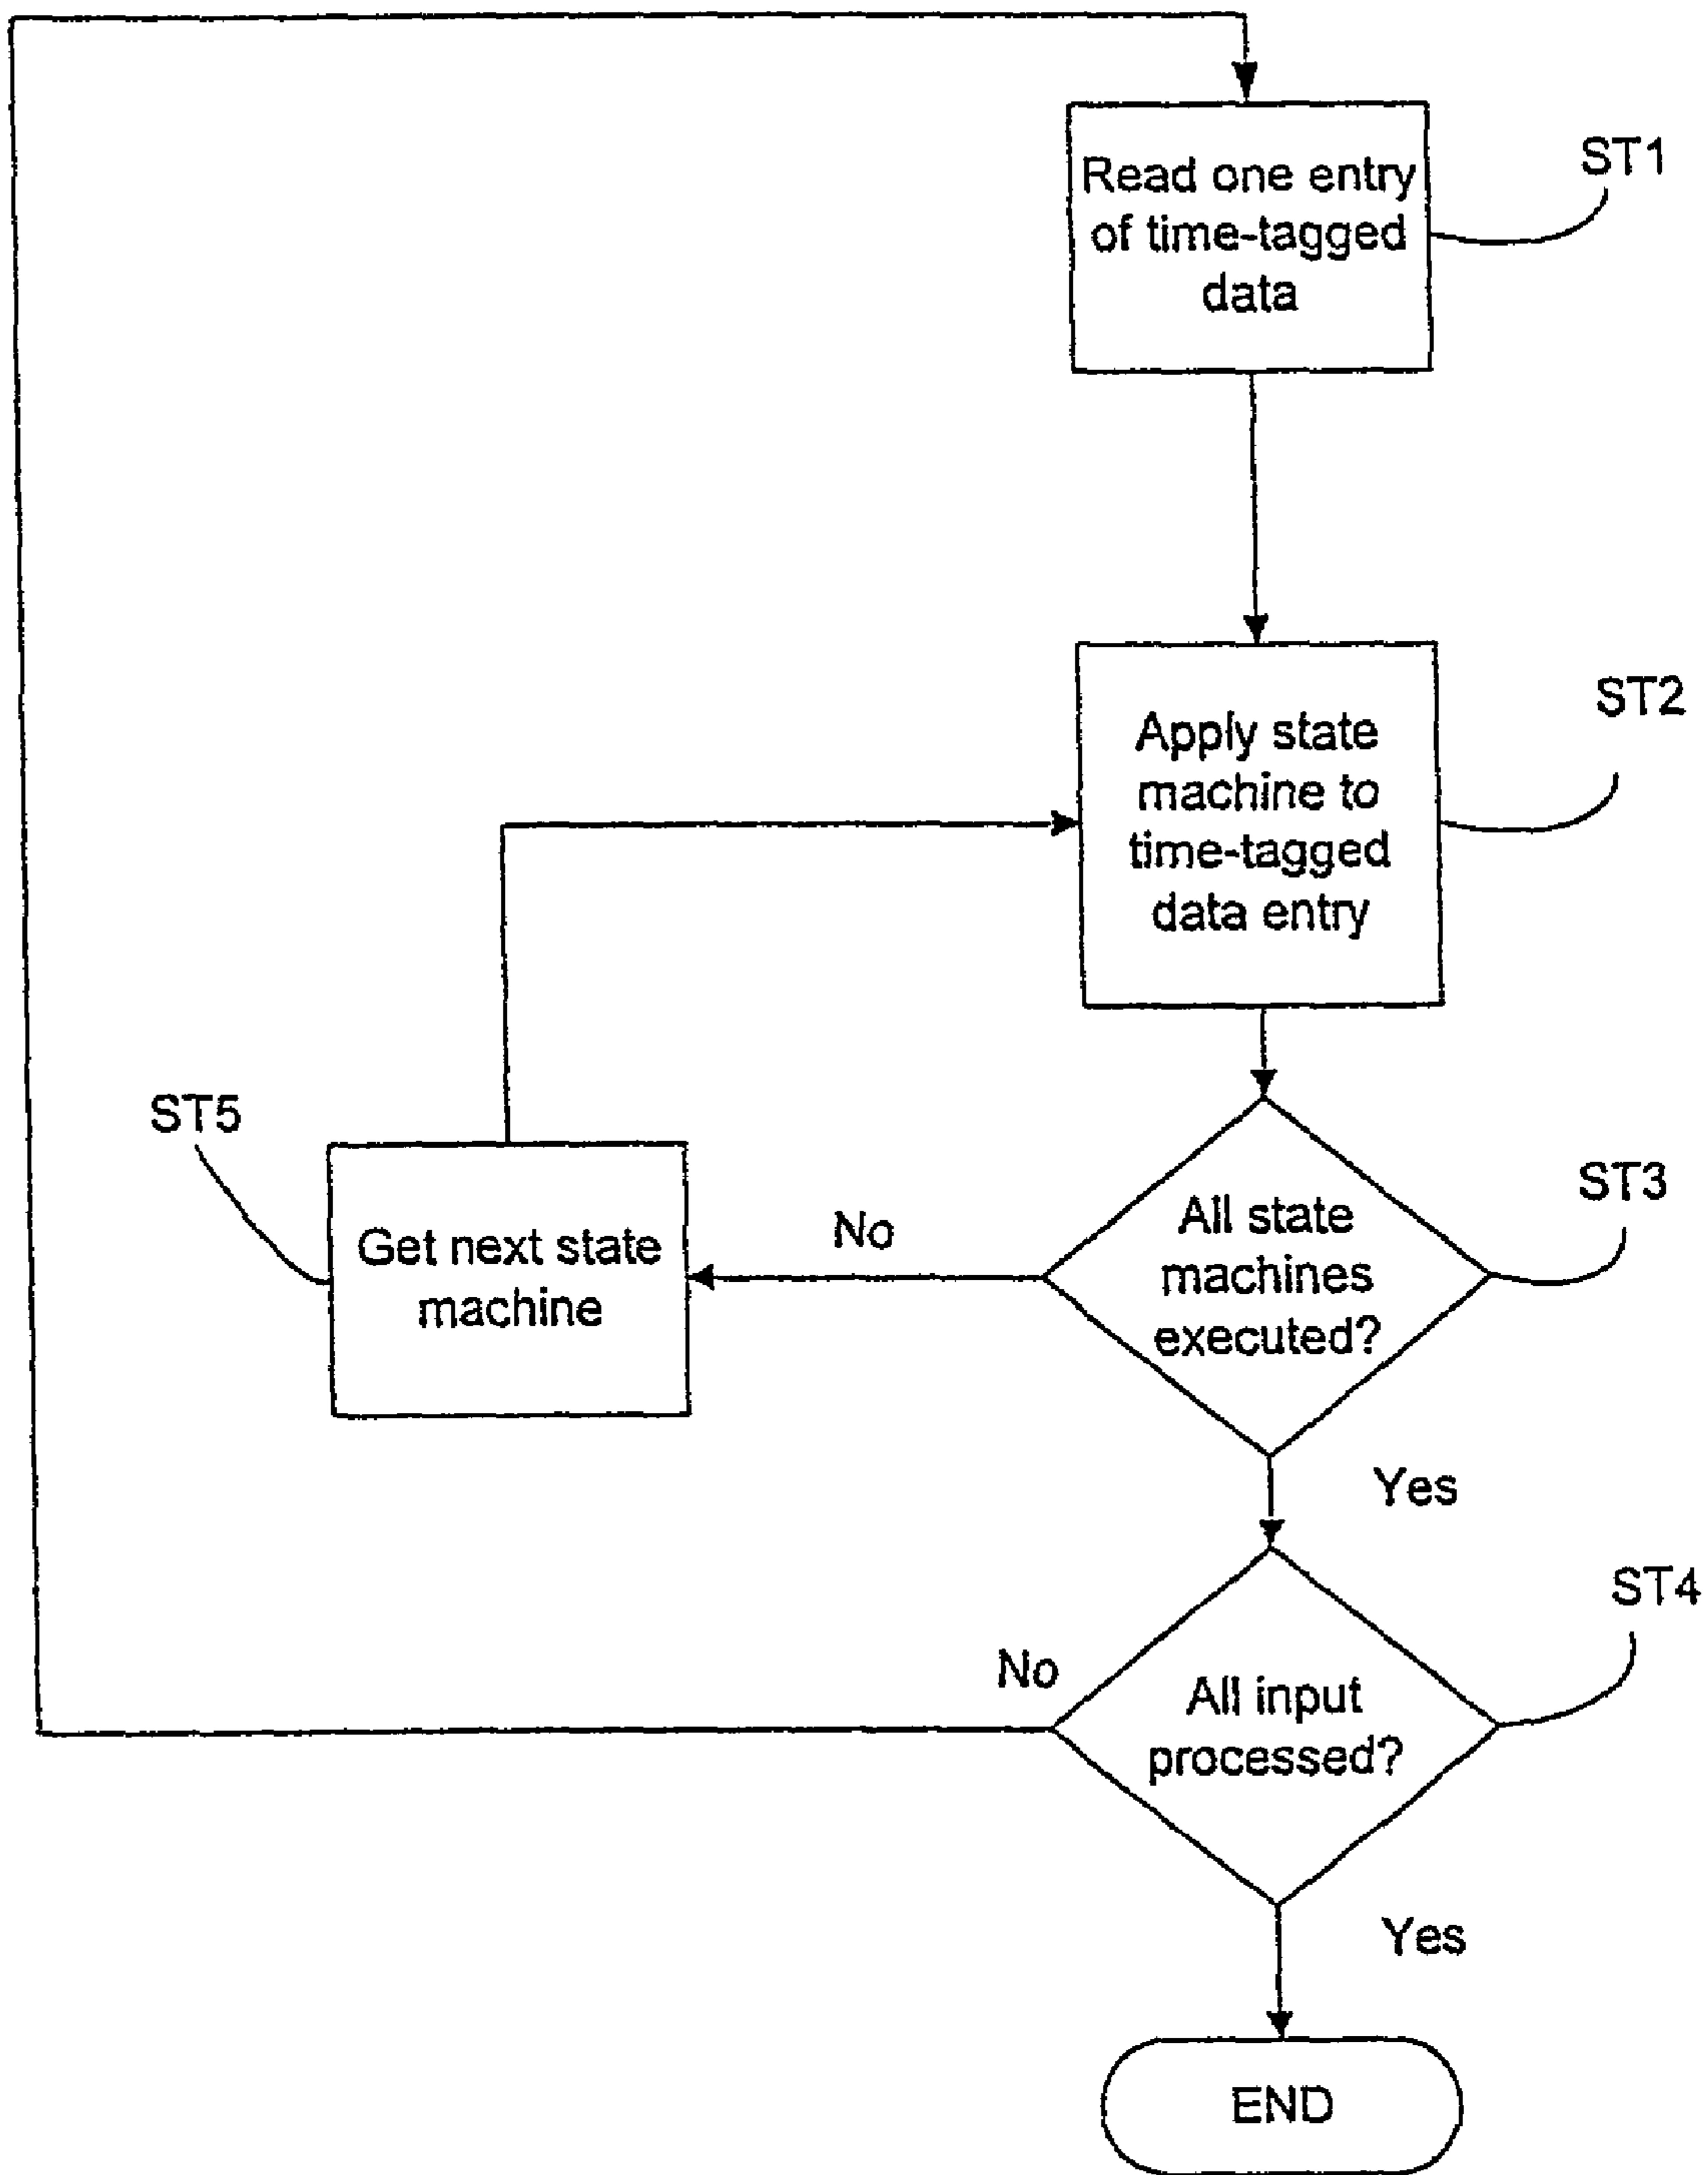 Read one entry
of time-tagged
data
ST1
Apply state
machine to
time-tagged
data entry
ST2
ST5
Get next state
machine
No
All state
machines
executed?
ST3
Yes
No
All input
processed?
ST4
Yes
END